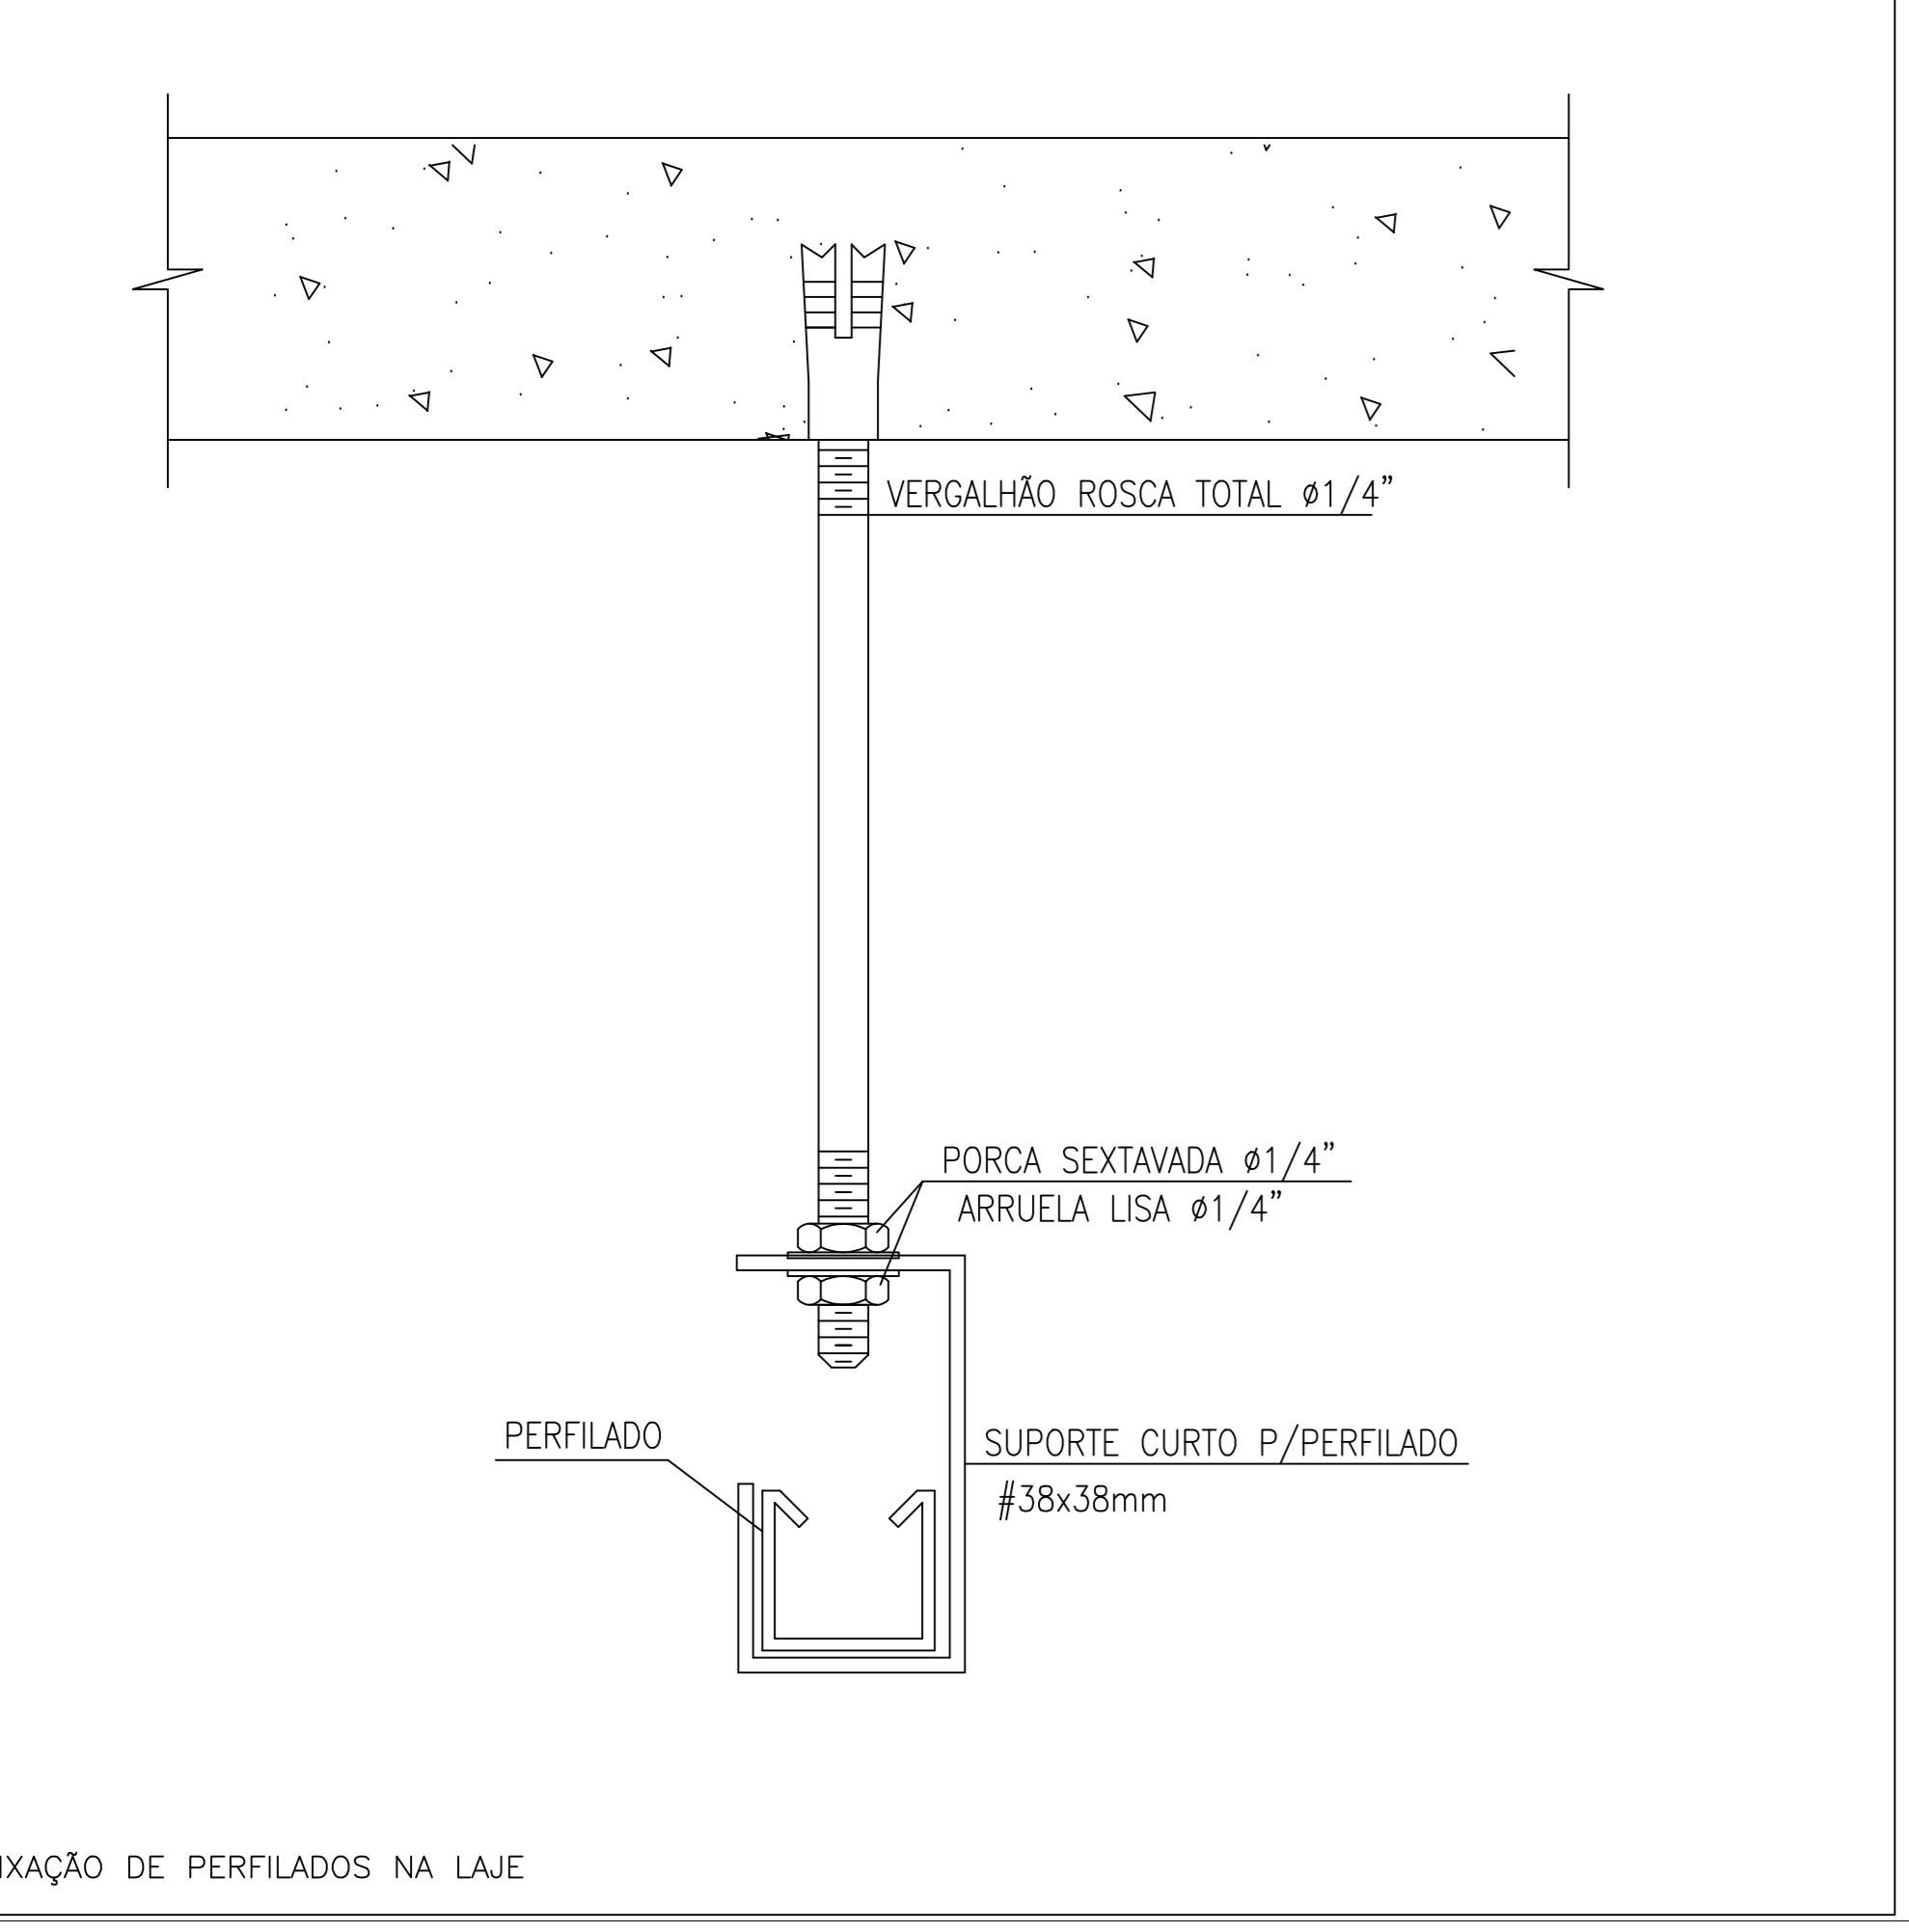 VERGALHÃO ROSCA TOTAL ø1/4”
PORCA SEXTAVADA ø1/4”
ARRUELA LISA ø1/4”
PERFILADO
SUPORTE CURTO P/PERFILADO
#38x38mm
IXAÇÃO DE PERFILADOS NA LAJE